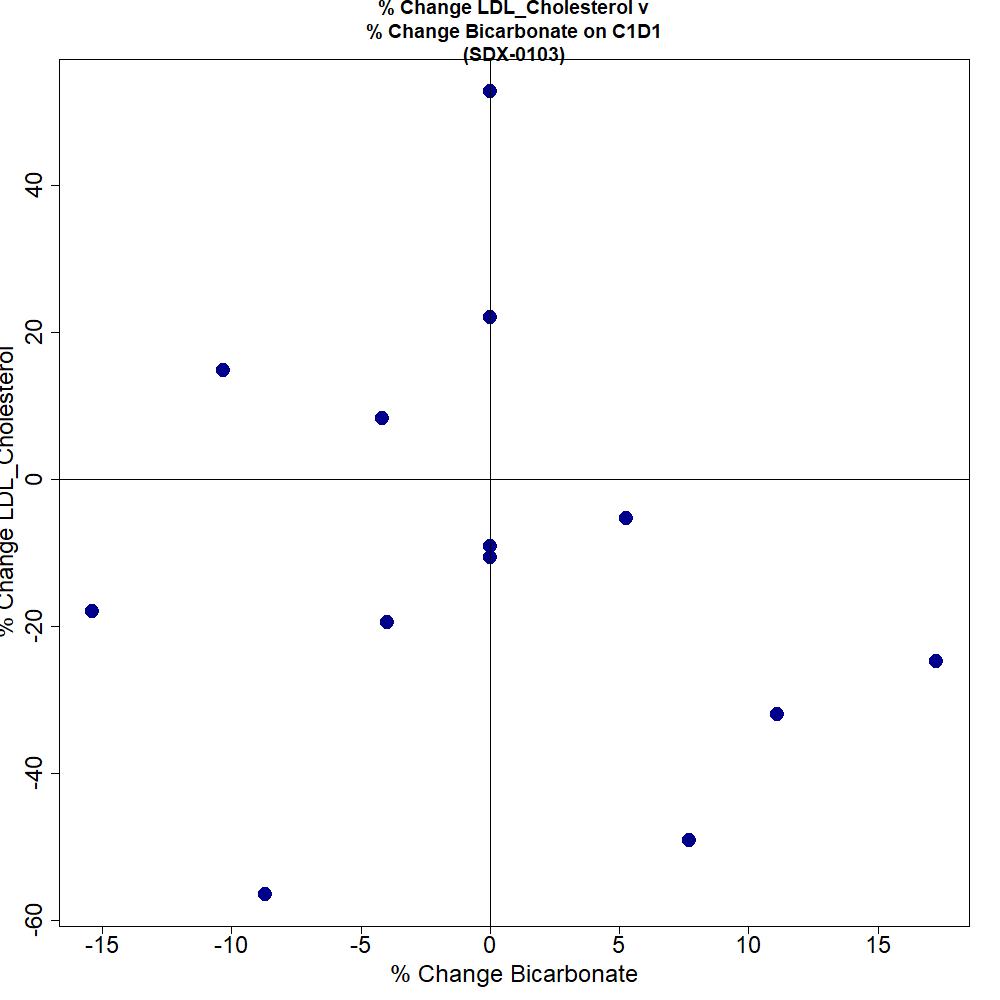 % Change LDL_Cholesterol v
% Change Bicarbonate on C1D1
(SDX-0103)
% Change LDL_Cholesterol
40
20
0
-20
-40
-60
-15
-10
-5
0
5
10
15
% Change Bicarbonate